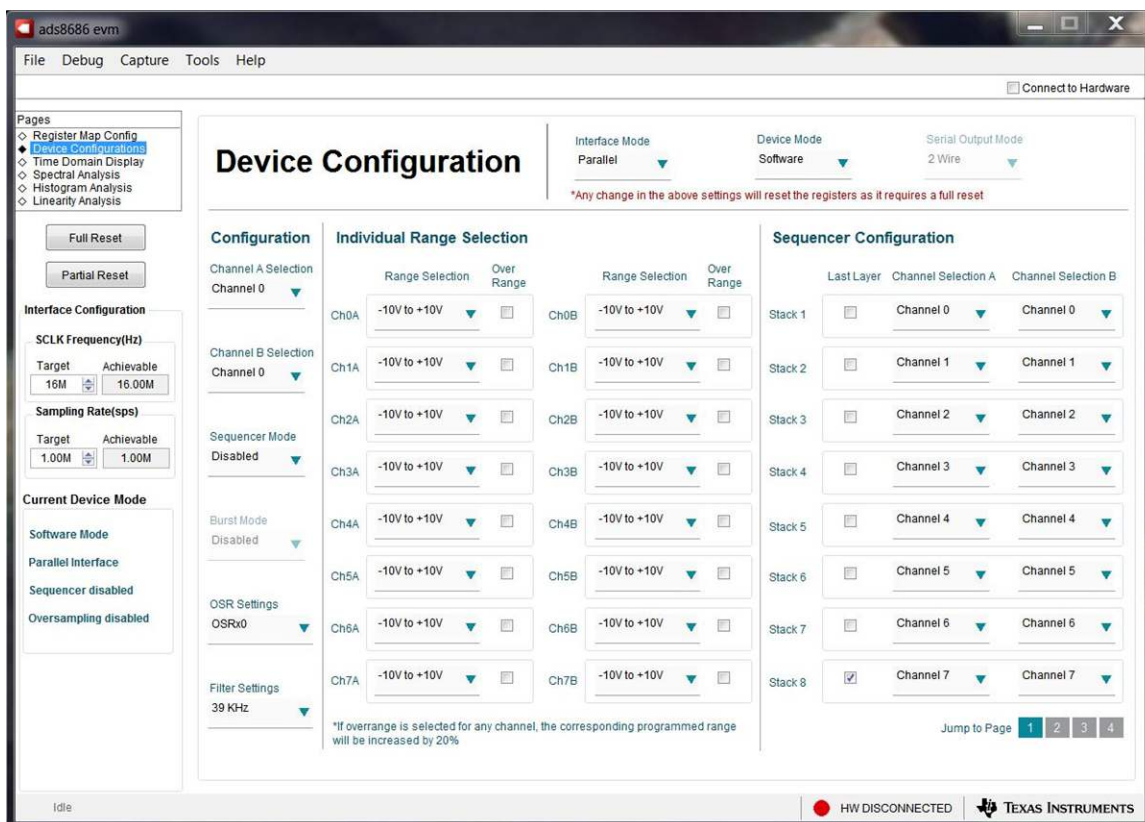 ads8686 evm
File Debug Capture Tools Help
Connect to Hardware
Pages
Register Map Config
Device Configurations
Time Domain Display
Spectral Analysis
Histogram Analysis
Linearity Analysis
Full Reset
Partial Reset
Interface Configuration
SCLK Frequency(Hz)
Target Achievable
16M 16.00M
Sampling Rate(sps)
Target Achievable
1.00M 1.00M
Current Device Mode
Software Mode
Parallel Interface
Sequencer disabled
Oversampling disabled
Device Configuration
Interface Mode
Parallel
Device Mode
Software
Serial Output Mode
2 Wire
*Any change in the above settings will reset the registers as it requires a full reset
Configuration
Channel A Selection
Channel 0
Channel B Selection
Channel 0
Sequencer Mode
Disabled
Burst Mode
Disabled
OSR Settings
OSRx0
Filter Settings
39 KHz
Individual Range Selection
Range Selection Over Range Range Selection Over Range
Ch0A -10V to +10V Ch0B -10V to +10V
Ch1A -10V to +10V Ch1B -10V to +10V
Ch2A -10V to +10V Ch2B -10V to +10V
Ch3A -10V to +10V Ch3B -10V to +10V
Ch4A -10V to +10V Ch4B -10V to +10V
Ch5A -10V to +10V Ch5B -10V to +10V
Ch6A -10V to +10V Ch6B -10V to +10V
Ch7A -10V to +10V Ch7B -10V to +10V
*If overrange is selected for any channel, the corresponding programmed range
will be increased by 20%
Sequencer Configuration
Last Layer Channel Selection A Channel Selection B
Stack 1 Channel 0 Channel 0
Stack 2 Channel 1 Channel 1
Stack 3 Channel 2 Channel 2
Stack 4 Channel 3 Channel 3
Stack 5 Channel 4 Channel 4
Stack 6 Channel 5 Channel 5
Stack 7 Channel 6 Channel 6
Stack 8 Channel 7 Channel 7
Jump to Page 1 2 3 4
Idle
HW DISCONNECTED
TEXAS INSTRUMENTS